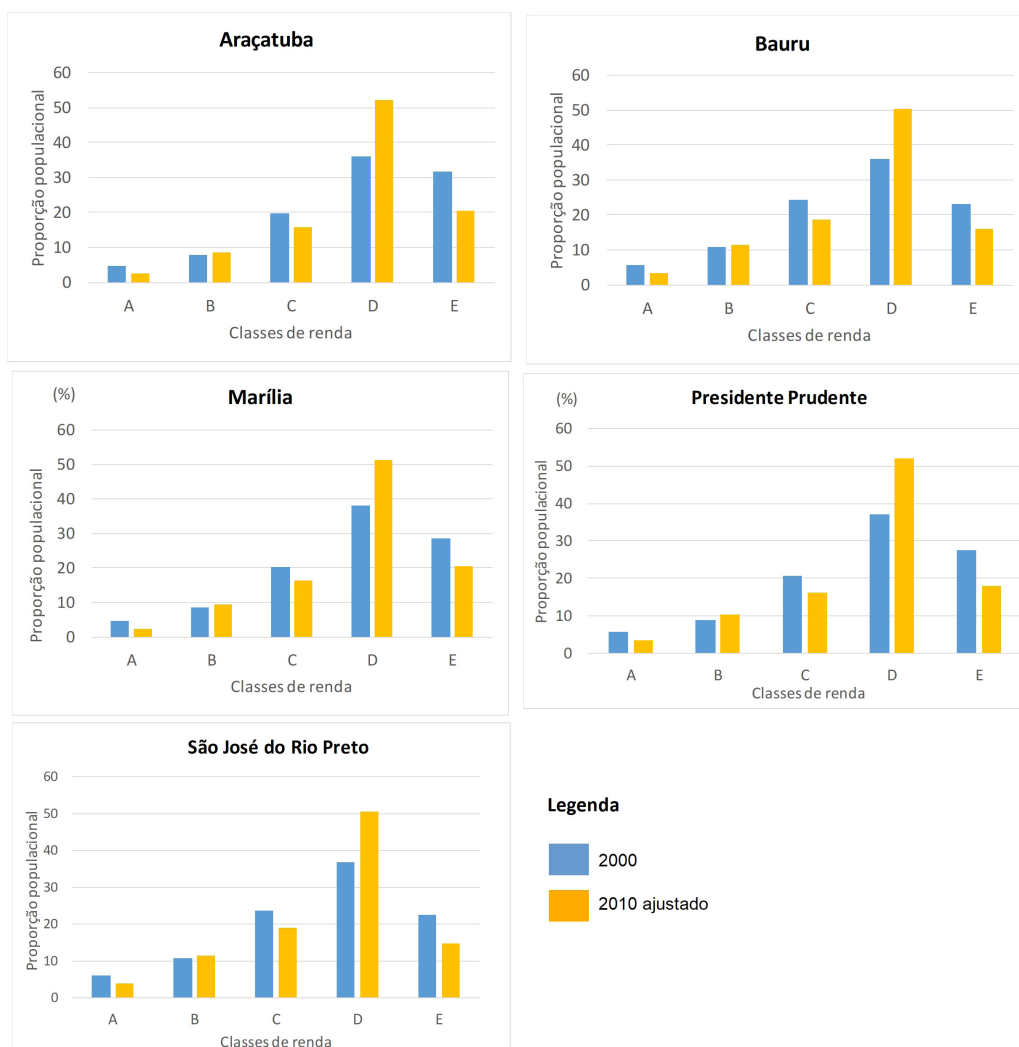 Araçatuba
Proporção populacional
60
50
40
30
20
10
0
A B C D E
Classes de renda
Bauru
Proporção populacional
60
50
40
30
20
10
0
A B C D E
Classes de renda
(%)
Marília
Proporção populacional
60
50
40
30
20
10
0
A B C D E
Classes de renda
(%)
Presidente Prudente
Proporção populacional
60
50
40
30
20
10
0
A B C D E
Classes de renda
São José do Rio Preto
Proporção populacional
60
50
40
30
20
10
0
A B C D E
Classes de renda
Legenda
2000
2010 ajustado